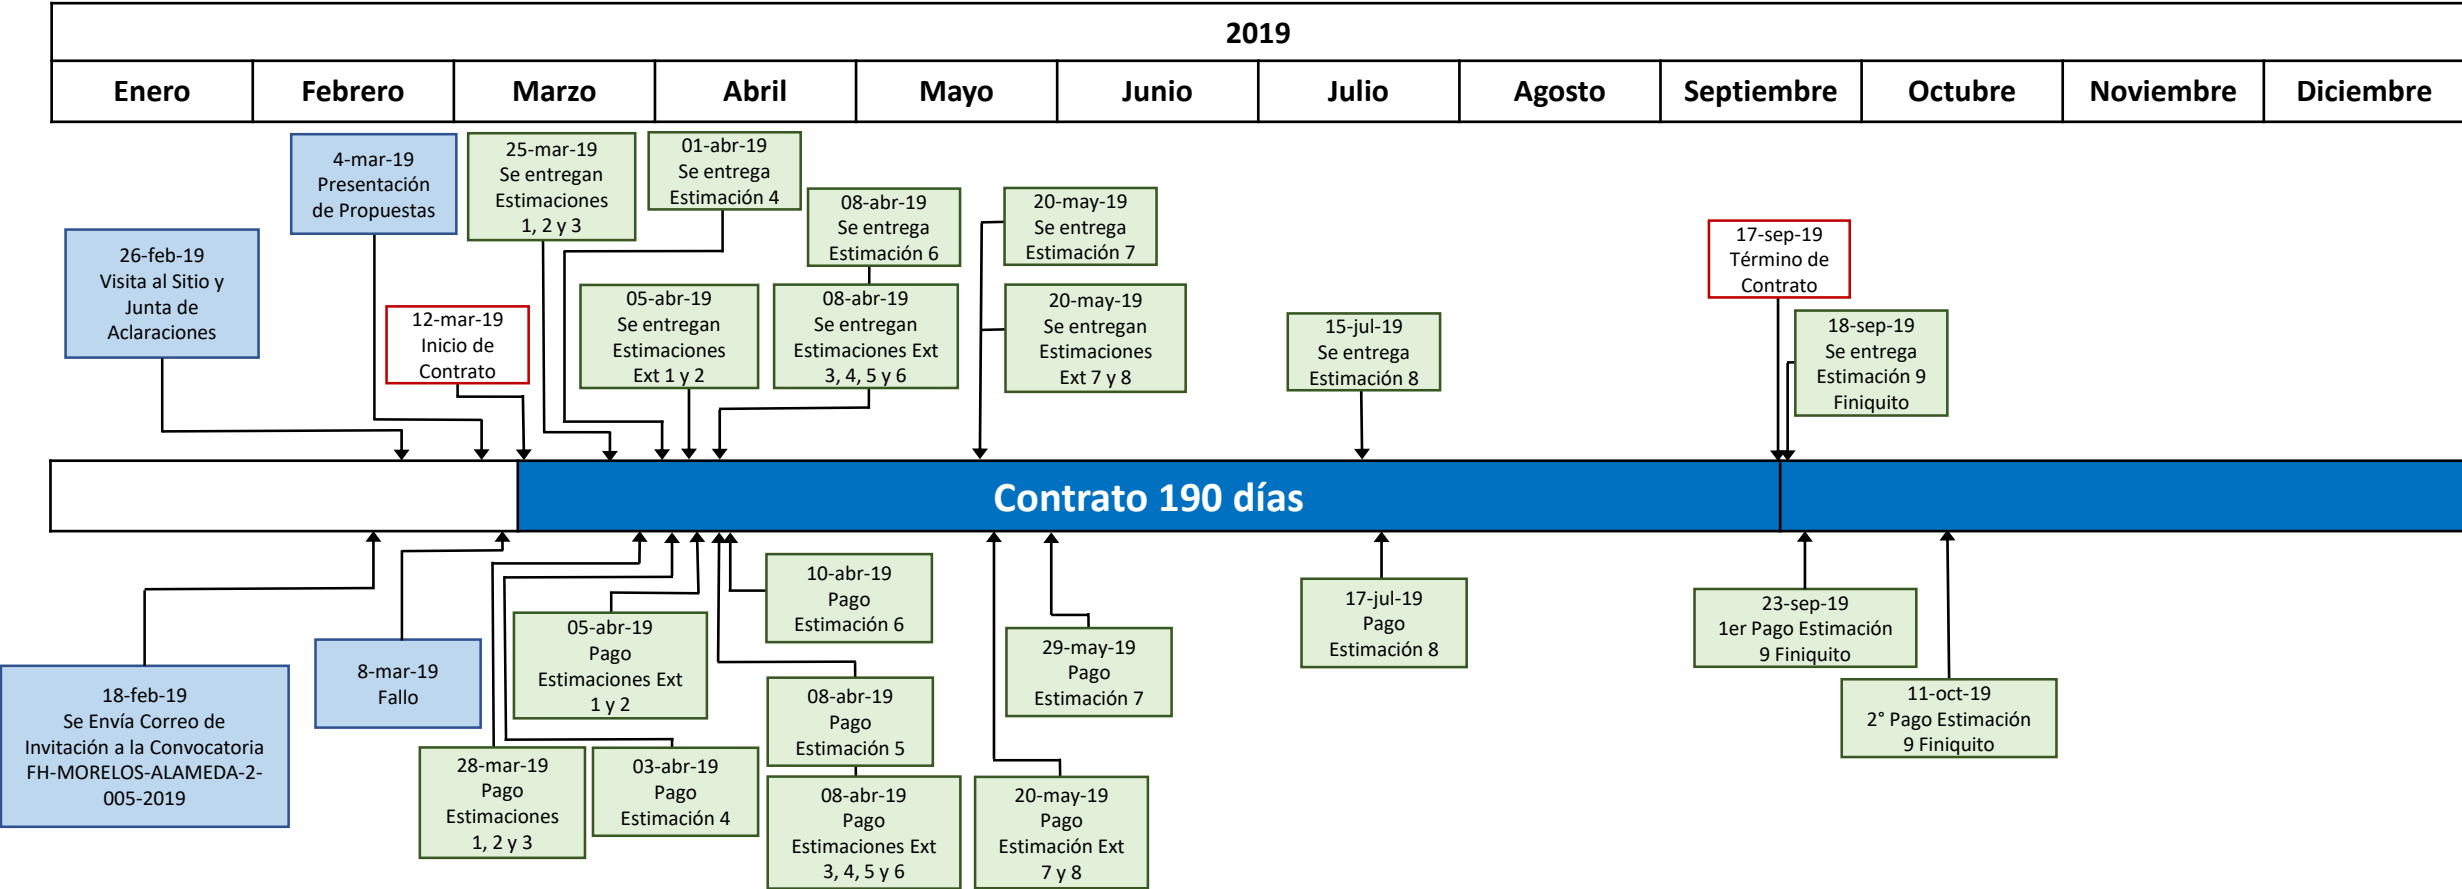 2019
Enero
Febrero
Marzo
Abril
Mayo
Junio
Julio
Agosto
Septiembre
Octubre
Noviembre
Diciembre
26-feb-19
Visita al Sitio y
Junta de
Aclaraciones
4-mar-19
Presentación
de Propuestas
12-mar-19
Inicio de
Contrato
25-mar-19
Se entregan
Estimaciones
1, 2 y 3
01-abr-19
Se entrega
Estimación 4
05-abr-19
Se entregan
Estimaciones
Ext 1 y 2
08-abr-19
Se entrega
Estimación 6
08-abr-19
Se entregan
Estimaciones Ext
3, 4, 5 y 6
20-may-19
Se entrega
Estimación 7
20-may-19
Se entregan
Estimaciones
Ext 7 y 8
15-jul-19
Se entrega
Estimación 8
17-sep-19
Término de
Contrato
18-sep-19
Se entrega
Estimación 9
Finiquito
Contrato 190 días
18-feb-19
Se Envía Correo de
Invitación a la Convocatoria
FH-MORELOS-ALAMEDA-2-
005-2019
8-mar-19
Fallo
28-mar-19
Pago
Estimaciones
1, 2 y 3
05-abr-19
Pago
Estimaciones Ext
1 y 2
03-abr-19
Pago
Estimación 4
10-abr-19
Pago
Estimación 6
08-abr-19
Pago
Estimación 5
08-abr-19
Pago
Estimaciones Ext
3, 4, 5 y 6
29-may-19
Pago
Estimación 7
20-may-19
Pago
Estimación Ext
7 y 8
17-jul-19
Pago
Estimación 8
23-sep-19
1er Pago Estimación
9 Finiquito
11-oct-19
2° Pago Estimación
9 Finiquito